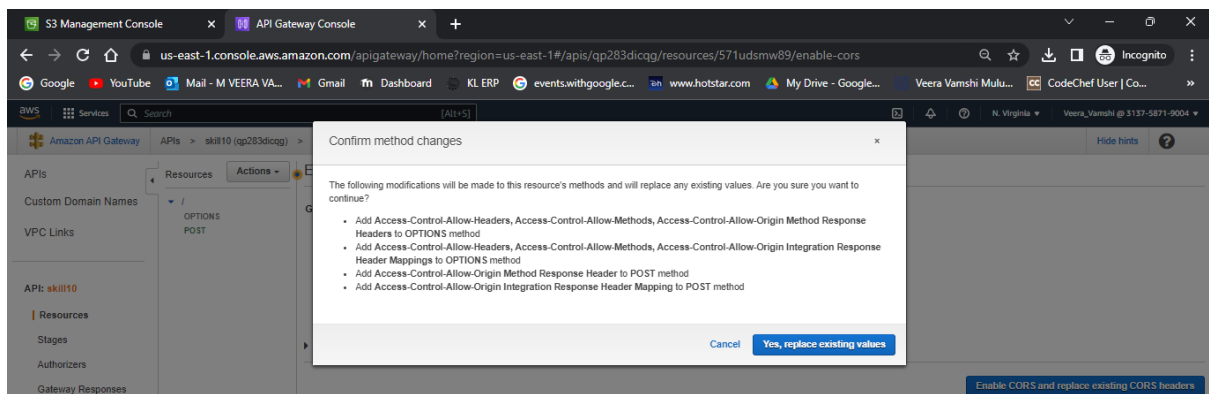 S3 Management Console
API Gateway Console
us-east-1.console.aws.amazon.com/apigateway/home?region=us-east-1#/apis/qp283dicqg/resources/571udsmw89/enable-cors
Incognito
Google YouTube Mail - M VEERA VA... Gmail Dashboard KL ERP events.withgoogle.c... www.hotstar.com My Drive - Google... Veera Vamshi Mulu... CodeChef User | Co... »
aws Services Search [Alt+S] N. Virginia Veera_Vamshi @ 3137-5871-9004
Amazon API Gateway APIs > skill10 (qp283dicqg) > Hide hints
Confirm method changes
APIs
Resources Actions
Custom Domain Names
/
OPTIONS
POST
VPC Links
The following modifications will be made to this resource's methods and will replace any existing values. Are you sure you want to
continue?
• Add Access-Control-Allow-Headers, Access-Control-Allow-Methods, Access-Control-Allow-Origin Method Response
Headers to OPTIONS method
• Add Access-Control-Allow-Headers, Access-Control-Allow-Methods, Access-Control-Allow-Origin Integration Response
Header Mappings to OPTIONS method
• Add Access-Control-Allow-Origin Method Response Header to POST method
• Add Access-Control-Allow-Origin Integration Response Header Mapping to POST method
API: skill10
Resources
Stages
Authorizers
Gateway Responses
Cancel Yes, replace existing values
Enable CORS and replace existing CORS headers